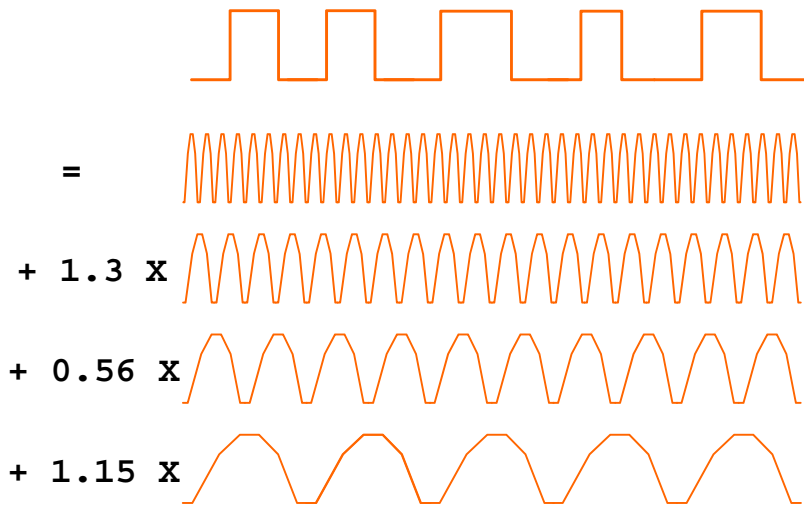 =
+ 1.3 X
+ 0.56 X
+ 1.15 X